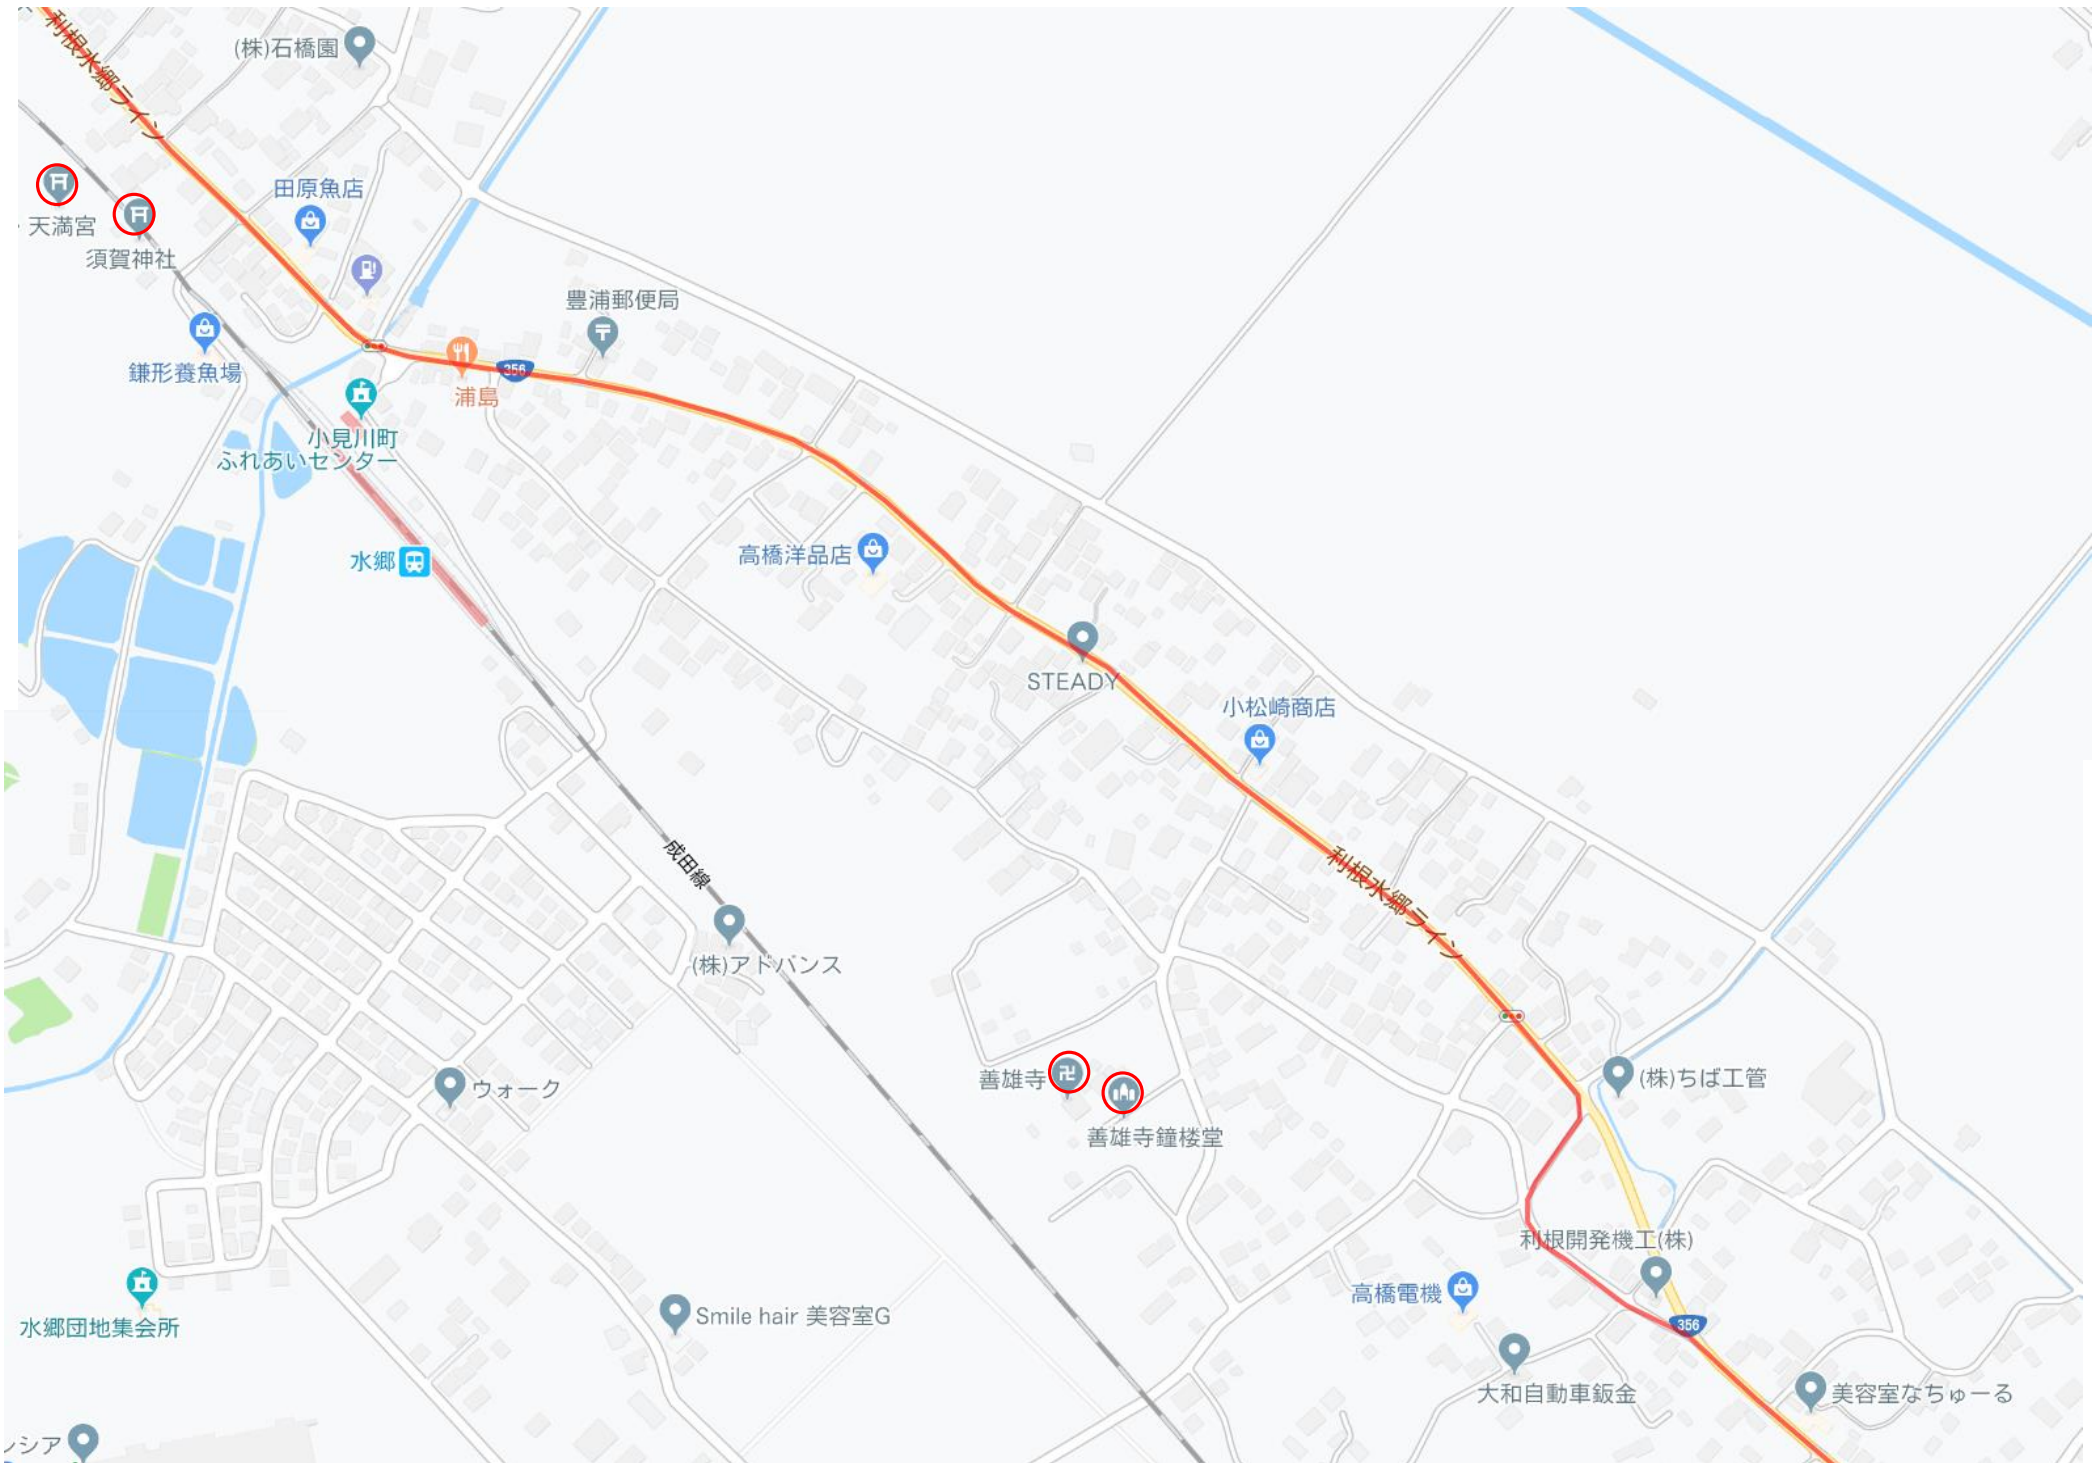 利根水郷ライン
(株)石橋園
田原魚店
天満宮
須賀神社
豊浦郵便局
鎌形養魚場
356
浦島
小見川町
ふれあいセンター
高橋洋品店
水郷
STEADY
小松崎商店
成田線
利根水郷ライン
(株)アドバンス
善雄寺
(株)ちば工管
ウォーク
善雄寺鐘楼堂
利根開発機工(株)
高橋電機
Smile hair 美容室G
水郷団地集会所
356
大和自動車鈑金
美容室なちゅーる
シア